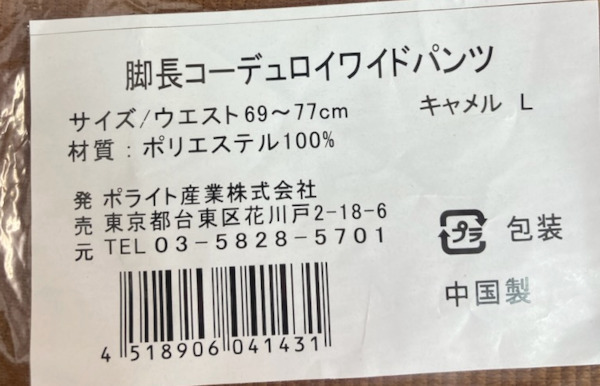 脚長コーデュロイワイドパンツ
サイズ/ウエスト69～77cm キャメル L
材質：ポリエステル100%
発売元
ポライト産業株式会社
東京都台東区花川戸2-18-6
TEL 03-5828-5701
プラ 包装
中国製
4 518906 041431